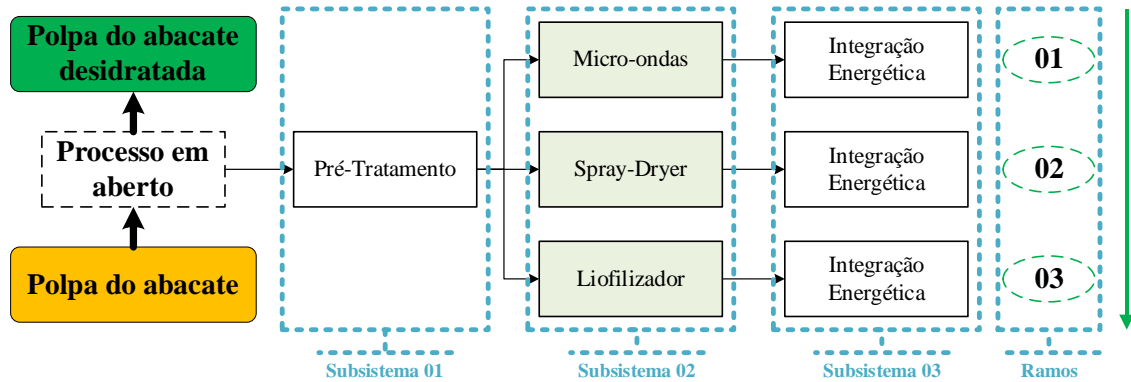 Polpa do abacate
desidratada
Processo em
aberto
Polpa do abacate
Pré-Tratamento
Micro-ondas
Spray-Dryer
Liofilizador
Integração
Energética
Integração
Energética
Integração
Energética
01
02
03
Subsistema 01
Subsistema 02
Subsistema 03
Ramos